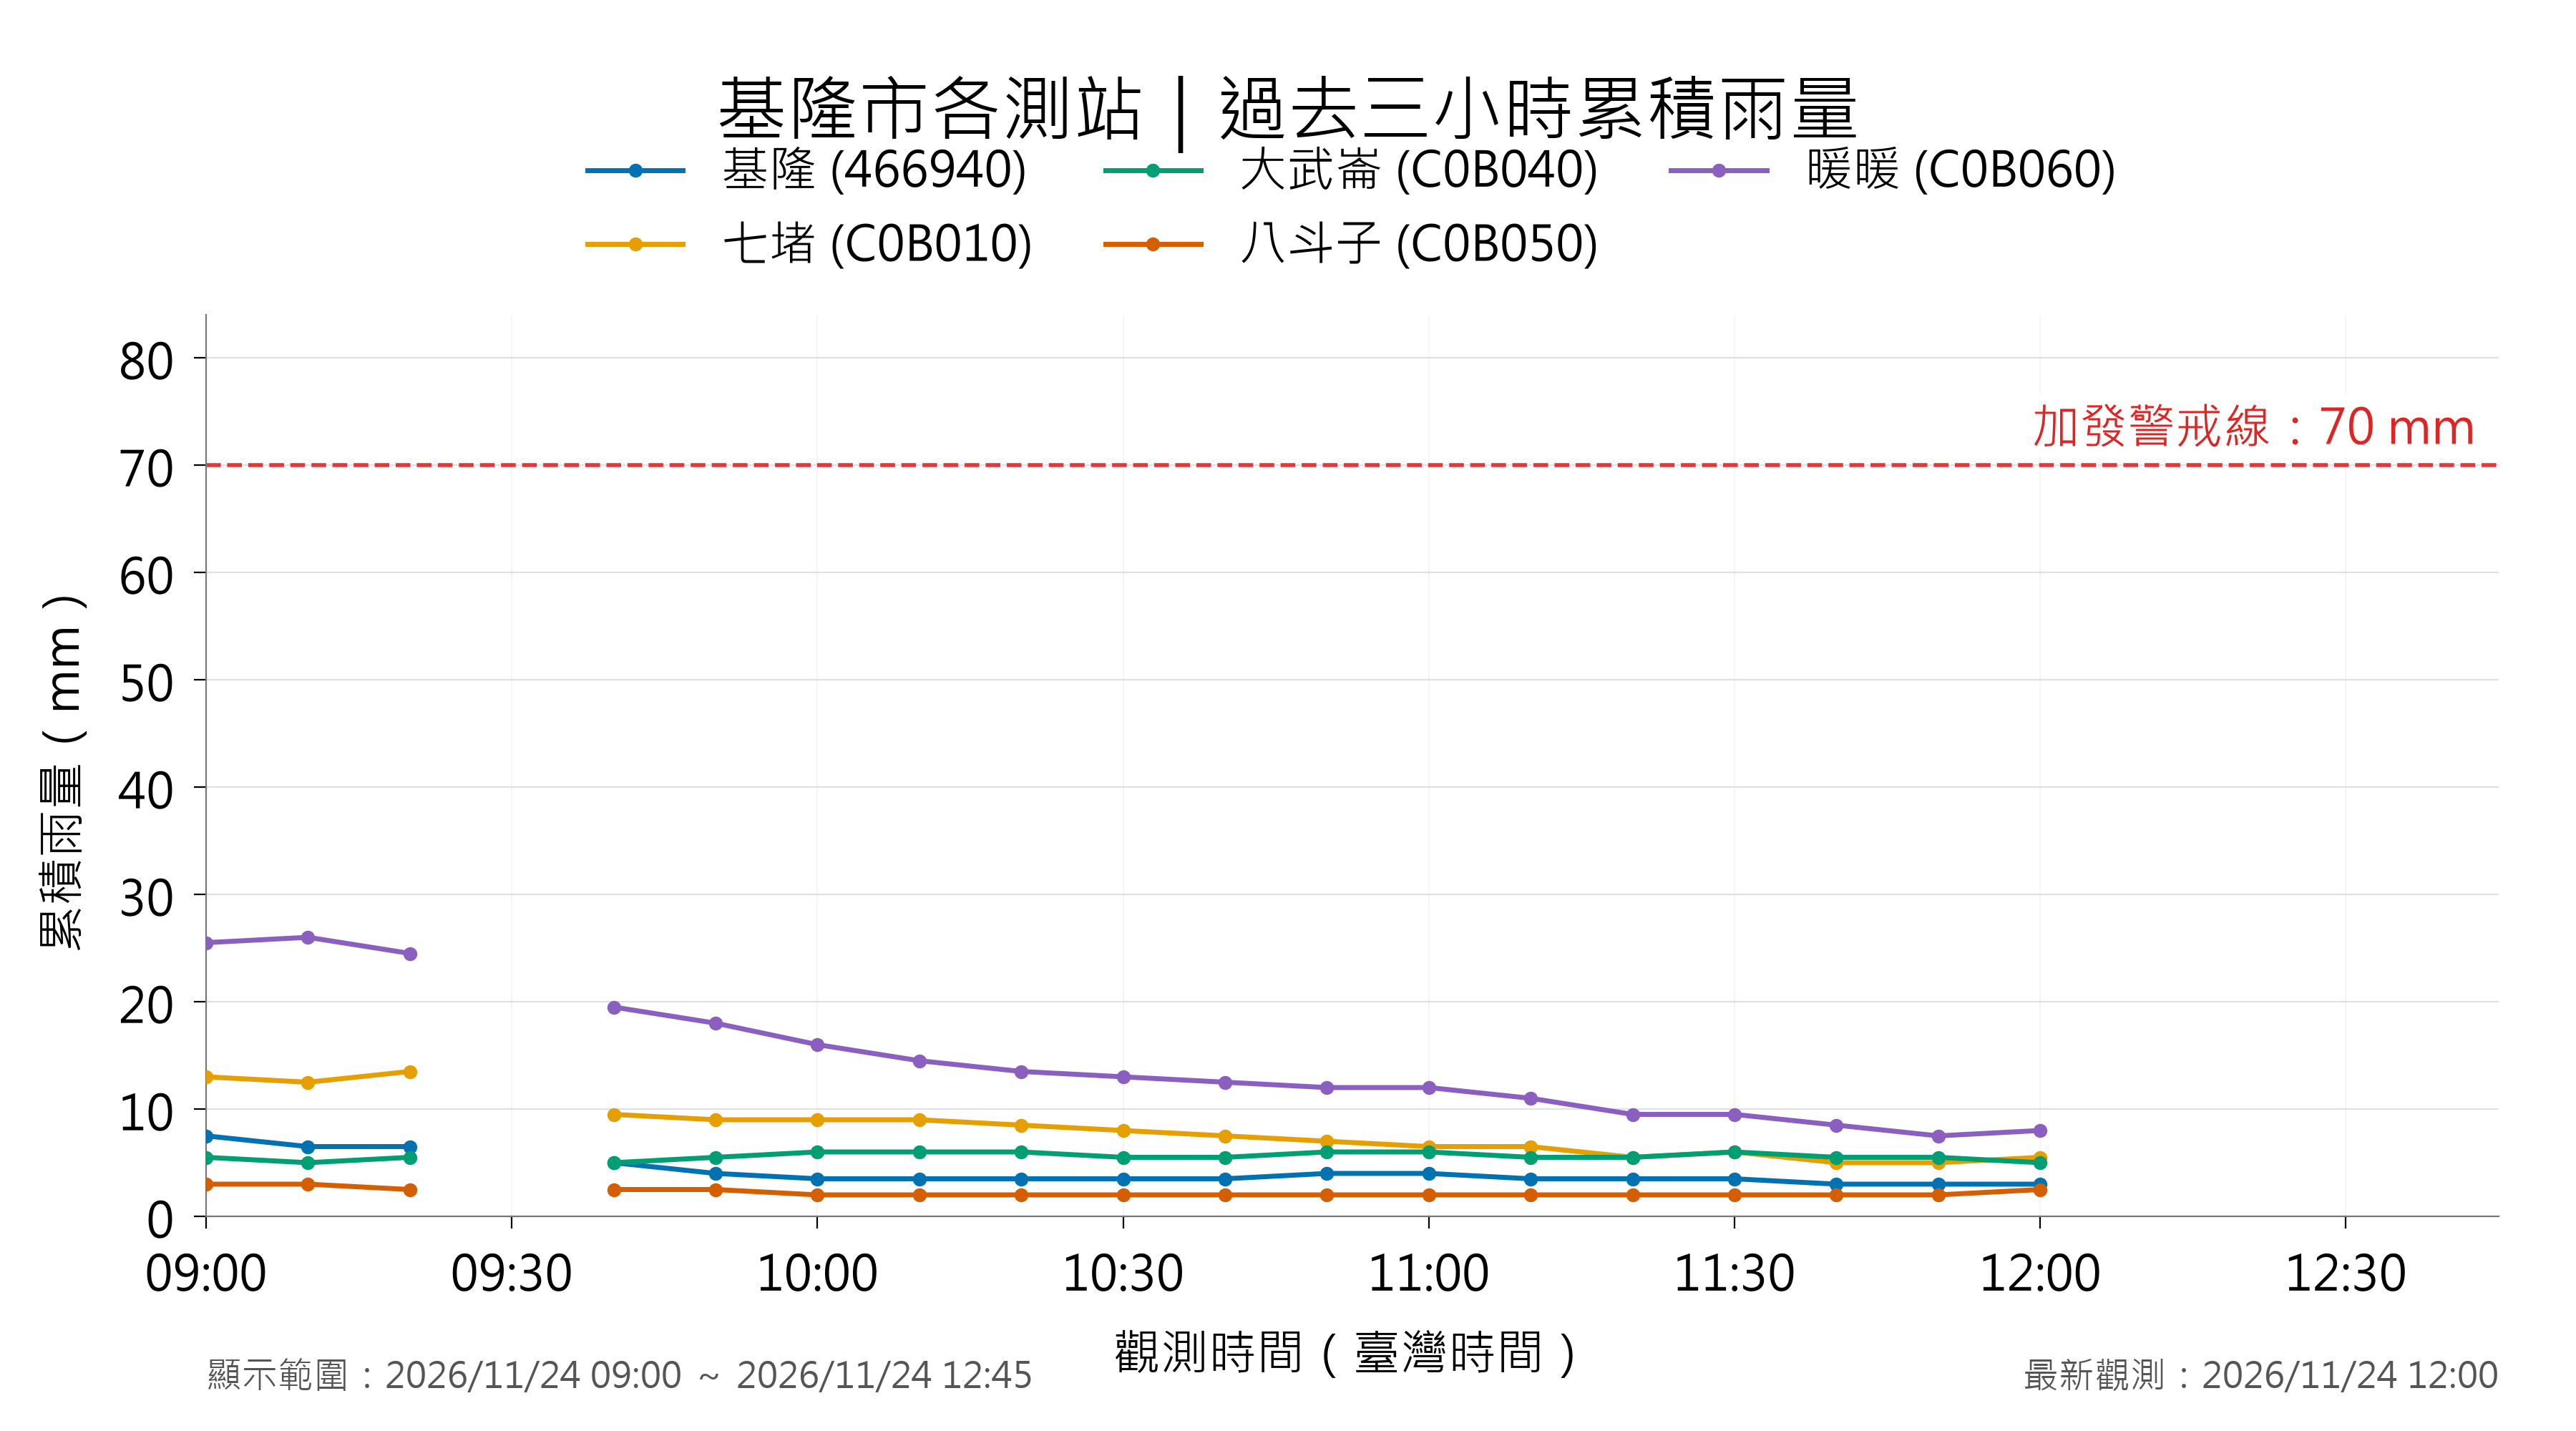 基隆市各測站｜過去三小時累積雨量
基隆 (466940)
大武崙 (C0B040)
暖暖 (C0B060)
七堵 (C0B010)
八斗子 (C0B050)
累積雨量（mm）
80
70
60
50
40
30
20
10
0
加發警戒線：70 mm
09:00
09:30
10:00
10:30
11:00
11:30
12:00
12:30
觀測時間（臺灣時間）
顯示範圍：2026/11/24 09:00 ~ 2026/11/24 12:45
最新觀測：2026/11/24 12:00